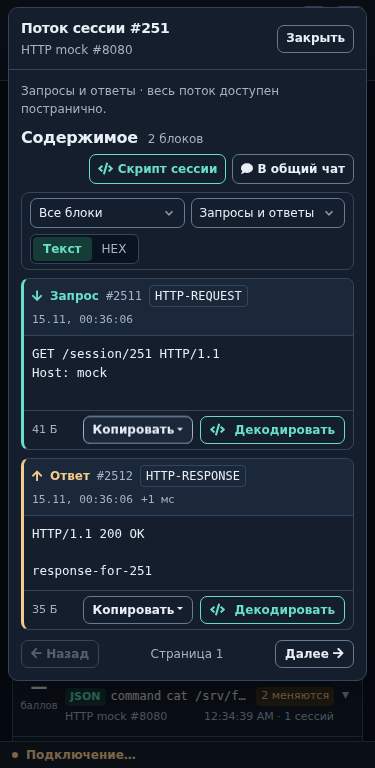 Поток сессии #251
HTTP mock #8080
Закрыть
Запросы и ответы · весь поток доступен
постранично.
Содержимое 2 блоков
Скрипт сессии
В общий чат
Все блоки
Запросы и ответы
Текст HEX
Запрос #2511 HTTP-REQUEST
15.11, 00:36:06
GET /session/251 HTTP/1.1
Host: mock
41 Б Копировать Декодировать
Ответ #2512 HTTP-RESPONSE
15.11, 00:36:06 +1 мс
HTTP/1.1 200 OK
response-for-251
35 Б Копировать Декодировать
← Назад Страница 1 Далее →
баллов
JSON command cat /srv/f… 2 меняются ▼
HTTP mock #8080 12:34:39 AM · 1 сессий
Подключение…